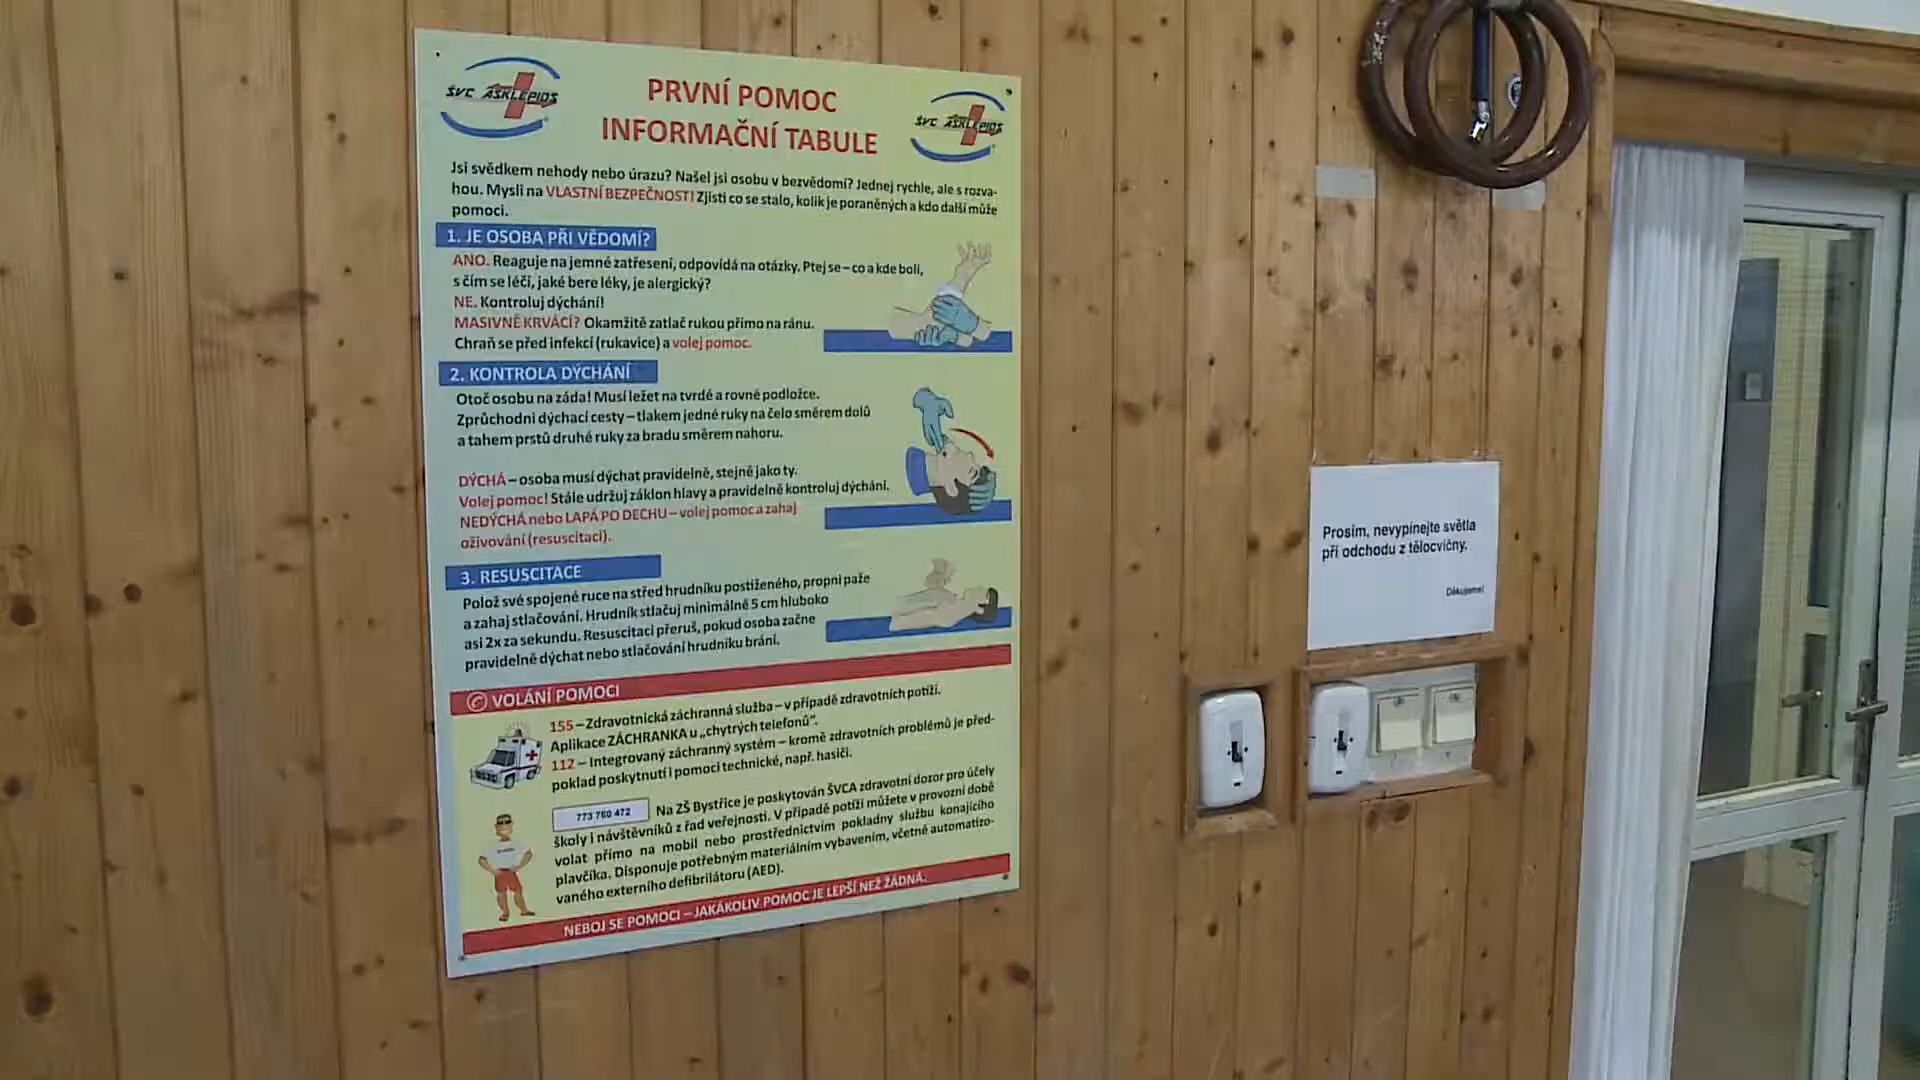 ŠVC ASKLEPIOS
PRVNÍ POMOC
INFORMAČNÍ TABULE
ŠVC ASKLEPIOS
Jsi svědkem nehody nebo úrazu? Našel jsi osobu v bezvědomí? Jednej rychle, ale s rozva-
hou. Mysli na VLASTNÍ BEZPEČNOST! Zjisti co se stalo, kolik je poraněných a kdo další může
pomoci.
1. JE OSOBA PŘI VĚDOMÍ?
ANO. Reaguje na jemné zatřesení, odpovídá na otázky. Ptej se – co a kde bolí,
s čím se léčí, jaké bere léky, je alergický?
NE. Kontroluj dýchání!
MASIVNĚ KRVÁCÍ? Okamžitě zatlač rukou přímo na ránu.
Chraň se před infekcí (rukavice) a volej pomoc.
2. KONTROLA DÝCHÁNÍ
Otoč osobu na záda! Musí ležet na tvrdé a rovné podložce.
Zprůchodni dýchací cesty – tlakem jedné ruky na čelo směrem dolů
a tahem prstů druhé ruky za bradu směrem nahoru.
DÝCHÁ – osoba musí dýchat pravidelně, stejně jako ty.
Volej pomoc! Stále udržuj záklon hlavy a pravidelně kontroluj dýchání.
NEDÝCHÁ nebo LAPÁ PO DECHU – volej pomoc a zahaj
oživování (resuscitaci).
3. RESUSCITACE
Polož své spojené ruce na střed hrudníku postiženého, propni paže
a zahaj stlačování. Hrudník stlačuj minimálně 5 cm hluboko
asi 2x za sekundu. Resuscitaci přeruš, pokud osoba začne
pravidelně dýchat nebo stlačování hrudníku brání.
VOLÁNÍ POMOCI
155 – Zdravotnická záchranná služba – v případě zdravotních potíží.
Aplikace ZÁCHRANKA u „chytrých telefonů“.
112 – Integrovaný záchranný systém – kromě zdravotních problémů je před-
poklad poskytnutí i pomoci technické, např. hasiči.
773 760 472 Na ZŠ Bystřice je poskytován ŠVCA zdravotní dozor pro účely
školy i návštěvníků z řad veřejnosti. V případě potíží můžete v provozní době
volat přímo na mobil nebo prostřednictvím pokladny službu konajícího
plavčíka. Disponuje potřebným materiálním vybavením, včetně automatizo-
vaného externího defibrilátoru (AED).
NEBOJ SE POMOCI – JAKÁKOLIV POMOC JE LEPŠÍ NEŽ ŽÁDNÁ.
Prosím, nevypínejte světla
při odchodu z tělocvičny.
Děkujeme!